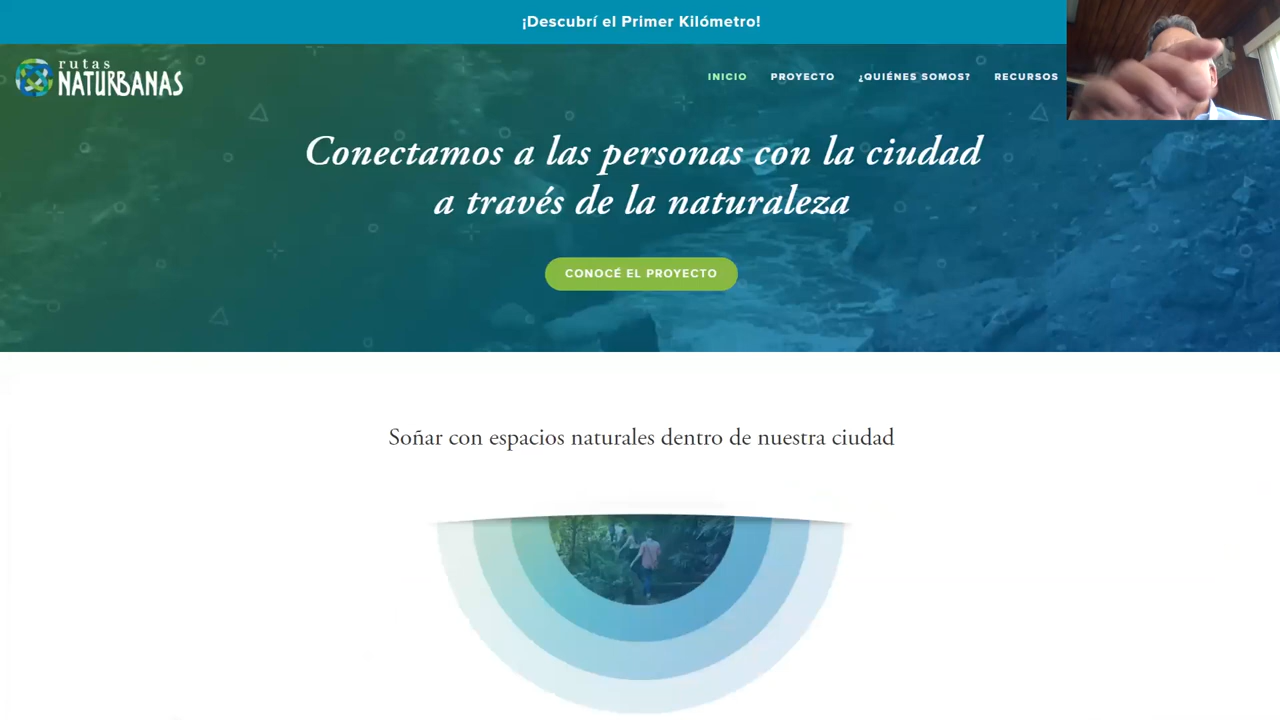 ¡Descubrí el Primer Kilómetro!
rutas
NATURBANAS
INICIO PROYECTO ¿QUIÉNES SOMOS? RECURSOS
Conectamos a las personas con la ciudad
a través de la naturaleza
CONOCÉ EL PROYECTO
Soñar con espacios naturales dentro de nuestra ciudad